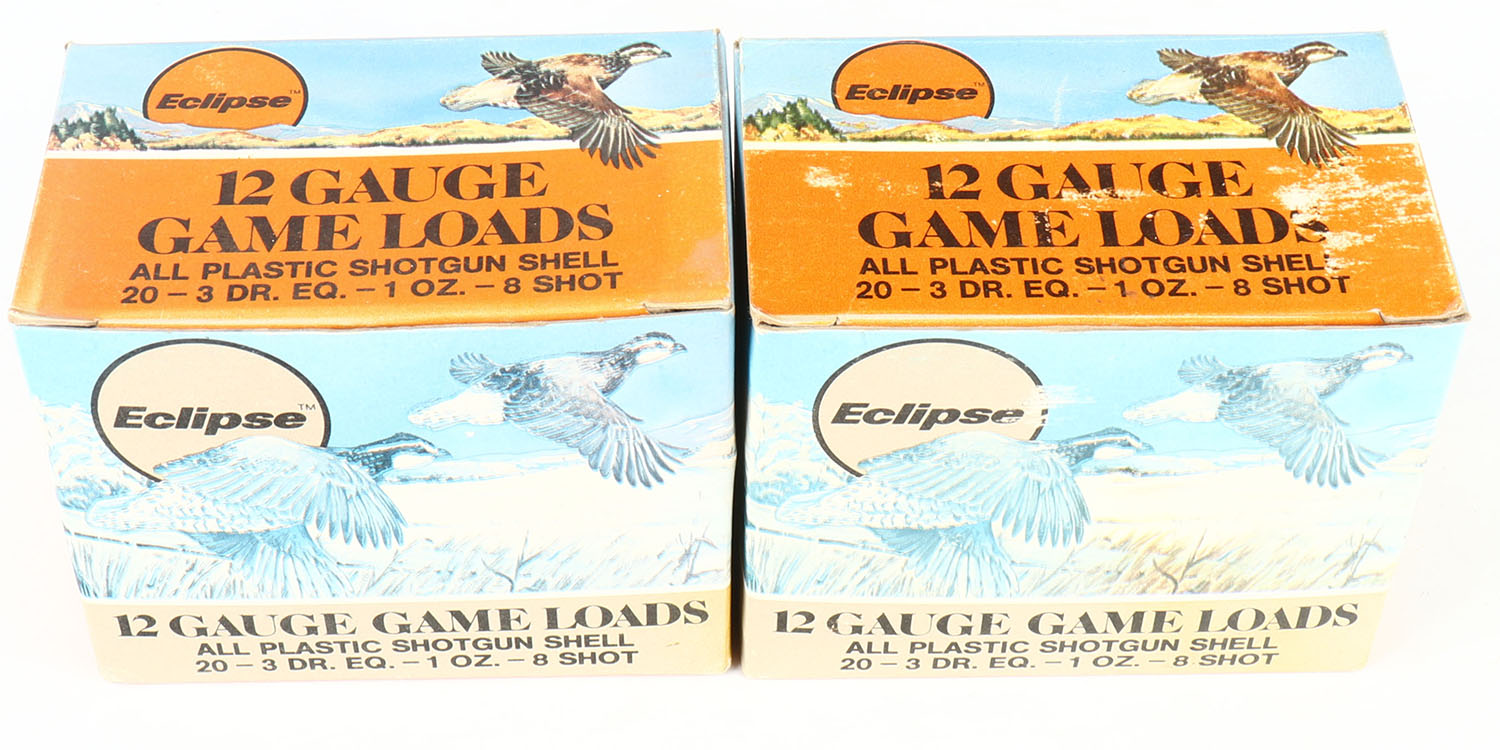 Eclipse™
12 GAUGE
GAME LOADS
ALL PLASTIC SHOTGUN SHELL
20 – 3 DR. EQ. – 1 OZ. – 8 SHOT
Eclipse™
12 GAUGE GAME LOADS
ALL PLASTIC SHOTGUN SHELL
20 – 3 DR. EQ. – 1 OZ. – 8 SHOT
Eclipse™
12 GAUGE
GAME LOADS
ALL PLASTIC SHOTGUN SHELL
20 – 3 DR. EQ. – 1 OZ. – 8 SHOT
Eclipse
12 GAUGE GAME LOADS
ALL PLASTIC SHOTGUN SHELL
20 – 3 DR. EQ. – 1 OZ. – 8 SHOT